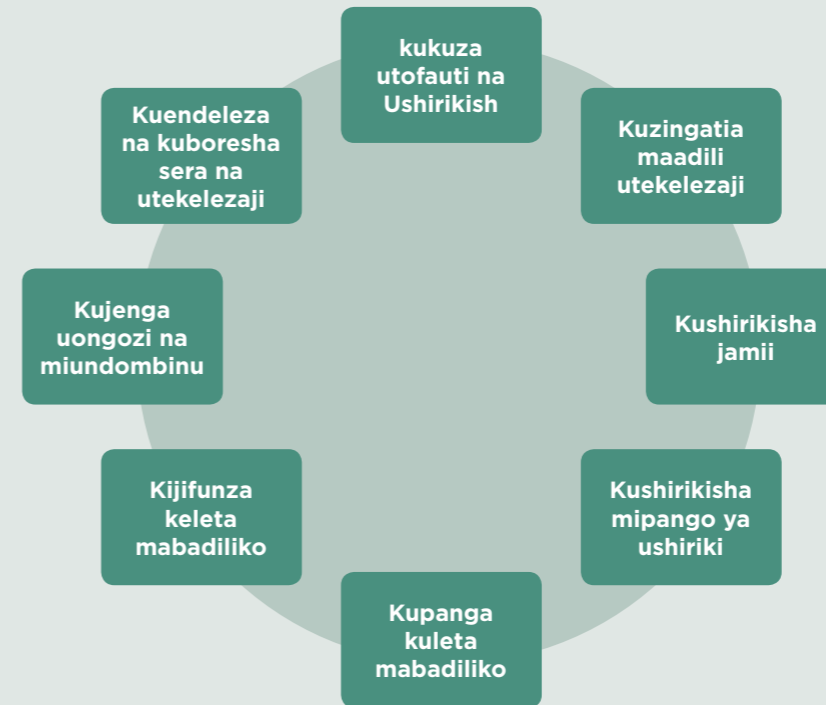 kukuza
utofauti na
Ushirikish
Kuzingatia
maadili
utekelezaji
Kushirikisha
jamii
Kushirikisha
mipango ya
ushiriki
Kupanga
kuleta
mabadiliko
Kijifunza
keleta
mabadiliko
Kujenga
uongozi na
miundombinu
Kuendeleza
na kuboresha
sera na
utekelezaji